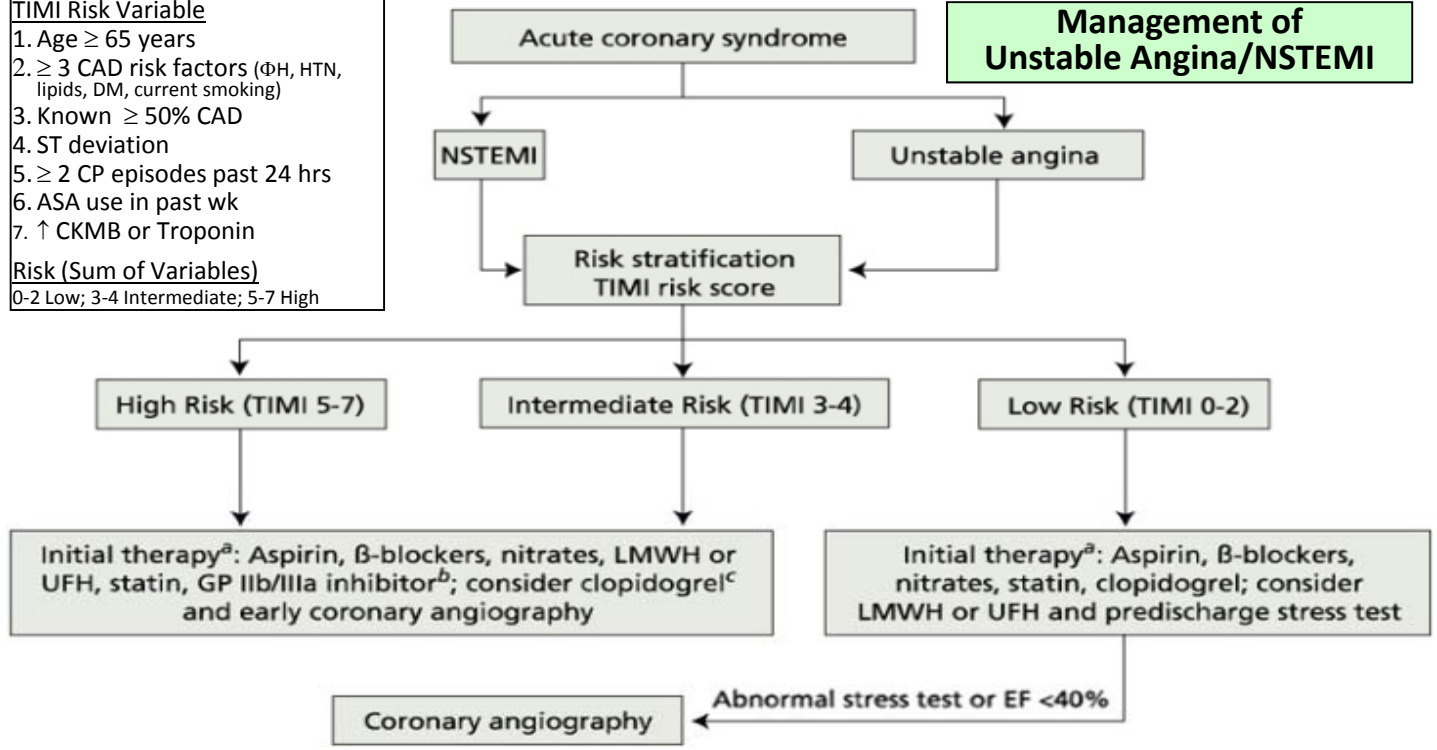 TIMI Risk Variable
1. Age ≥ 65 years
2. ≥ 3 CAD risk factors (ΦH, HTN,
lipids, DM, current smoking)
3. Known ≥ 50% CAD
4. ST deviation
5. ≥ 2 CP episodes past 24 hrs
6. ASA use in past wk
7. ↑ CKMB or Troponin
Risk (Sum of Variables)
0-2 Low; 3-4 Intermediate; 5-7 High
Management of
Unstable Angina/NSTEMI
Acute coronary syndrome
NSTEMI
Unstable angina
Risk stratification
TIMI risk score
High Risk (TIMI 5-7)
Intermediate Risk (TIMI 3-4)
Low Risk (TIMI 0-2)
Initial therapyᵃ: Aspirin, ß-blockers, nitrates, LMWH or
UFH, statin, GP IIb/IIIa inhibitorᵇ; consider clopidogrelᶜ
and early coronary angiography
Initial therapyᵃ: Aspirin, ß-blockers,
nitrates, statin, clopidogrel; consider
LMWH or UFH and predischarge stress test
Abnormal stress test or EF <40%
Coronary angiography